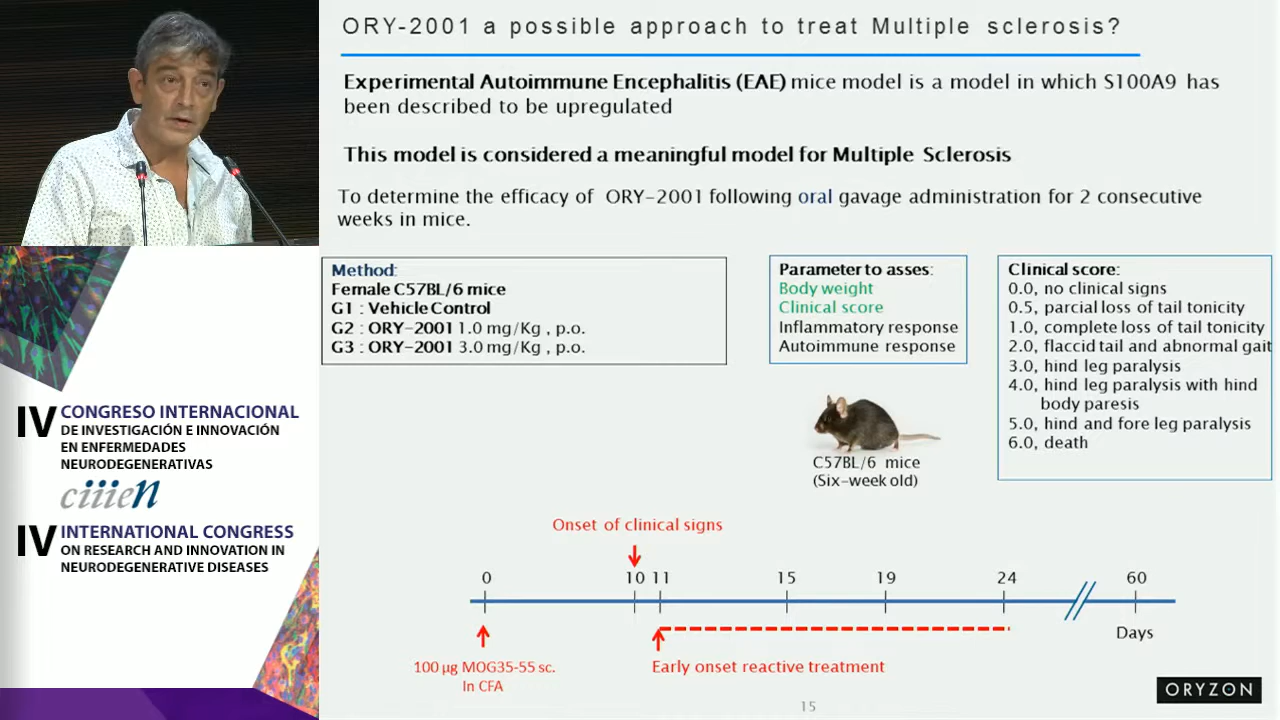 ORY-2001 a possible approach to treat Multiple sclerosis?
Experimental Autoimmune Encephalitis (EAE) mice model is a model in which S100A9 has
been described to be upregulated
This model is considered a meaningful model for Multiple Sclerosis
To determine the efficacy of ORY-2001 following oral gavage administration for 2 consecutive
weeks in mice.
Method:
Female C57BL/6 mice
G1 : Vehicle Control
G2 : ORY-2001 1.0 mg/Kg , p.o.
G3 : ORY-2001 3.0 mg/Kg , p.o.
Parameter to asses:
Body weight
Clinical score
Inflammatory response
Autoimmune response
Clinical score:
0.0, no clinical signs
0.5, parcial loss of tail tonicity
1.0, complete loss of tail tonicity
2.0, flaccid tail and abnormal gait
3.0, hind leg paralysis
4.0, hind leg paralysis with hind
body paresis
5.0, hind and fore leg paralysis
6.0, death
C57BL/6 mice
(Six-week old)
Onset of clinical signs
0 10 11 15 19 24 60
Days
100 µg MOG35-55 sc.
In CFA
Early onset reactive treatment
ORYZON
15
IV CONGRESO INTERNACIONAL
DE INVESTIGACIÓN E INNOVACIÓN
EN ENFERMEDADES
NEURODEGENERATIVAS
ciiien
IV INTERNATIONAL CONGRESS
ON RESEARCH AND INNOVATION IN
NEURODEGENERATIVE DISEASES